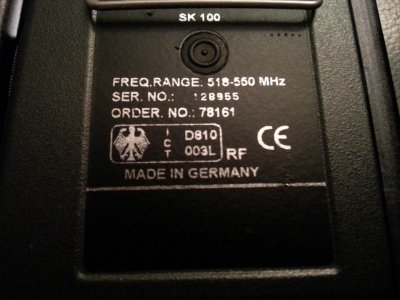 SK 100
FREQ.RANGE. 518-550 MHz
SER. NO.: 128955
ORDER. NO.: 78161
I C T
D810
003L RF
CE
MADE IN GERMANY